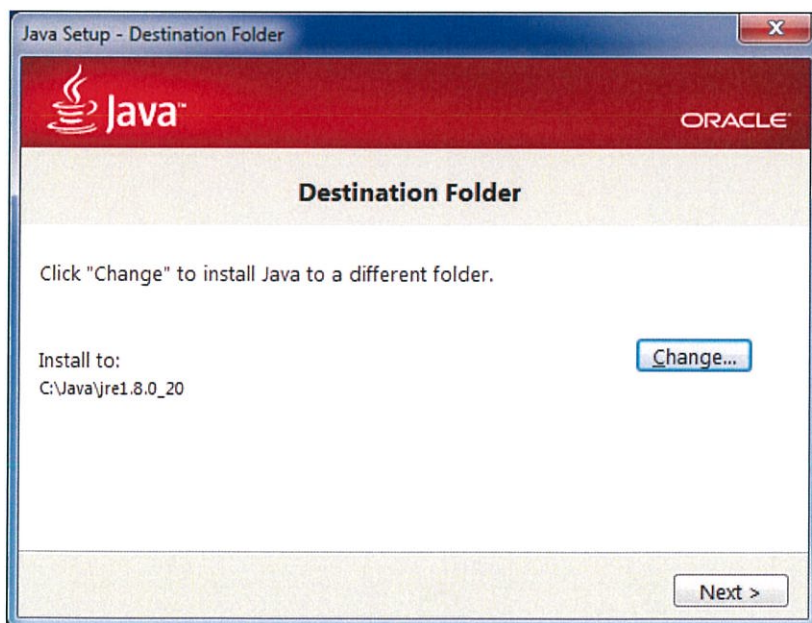 Java Setup - Destination Folder
X
Java™
ORACLE
Destination Folder
Click "Change" to install Java to a different folder.
Install to:
Change...
C:\Java\jre1.8.0_20
Next >